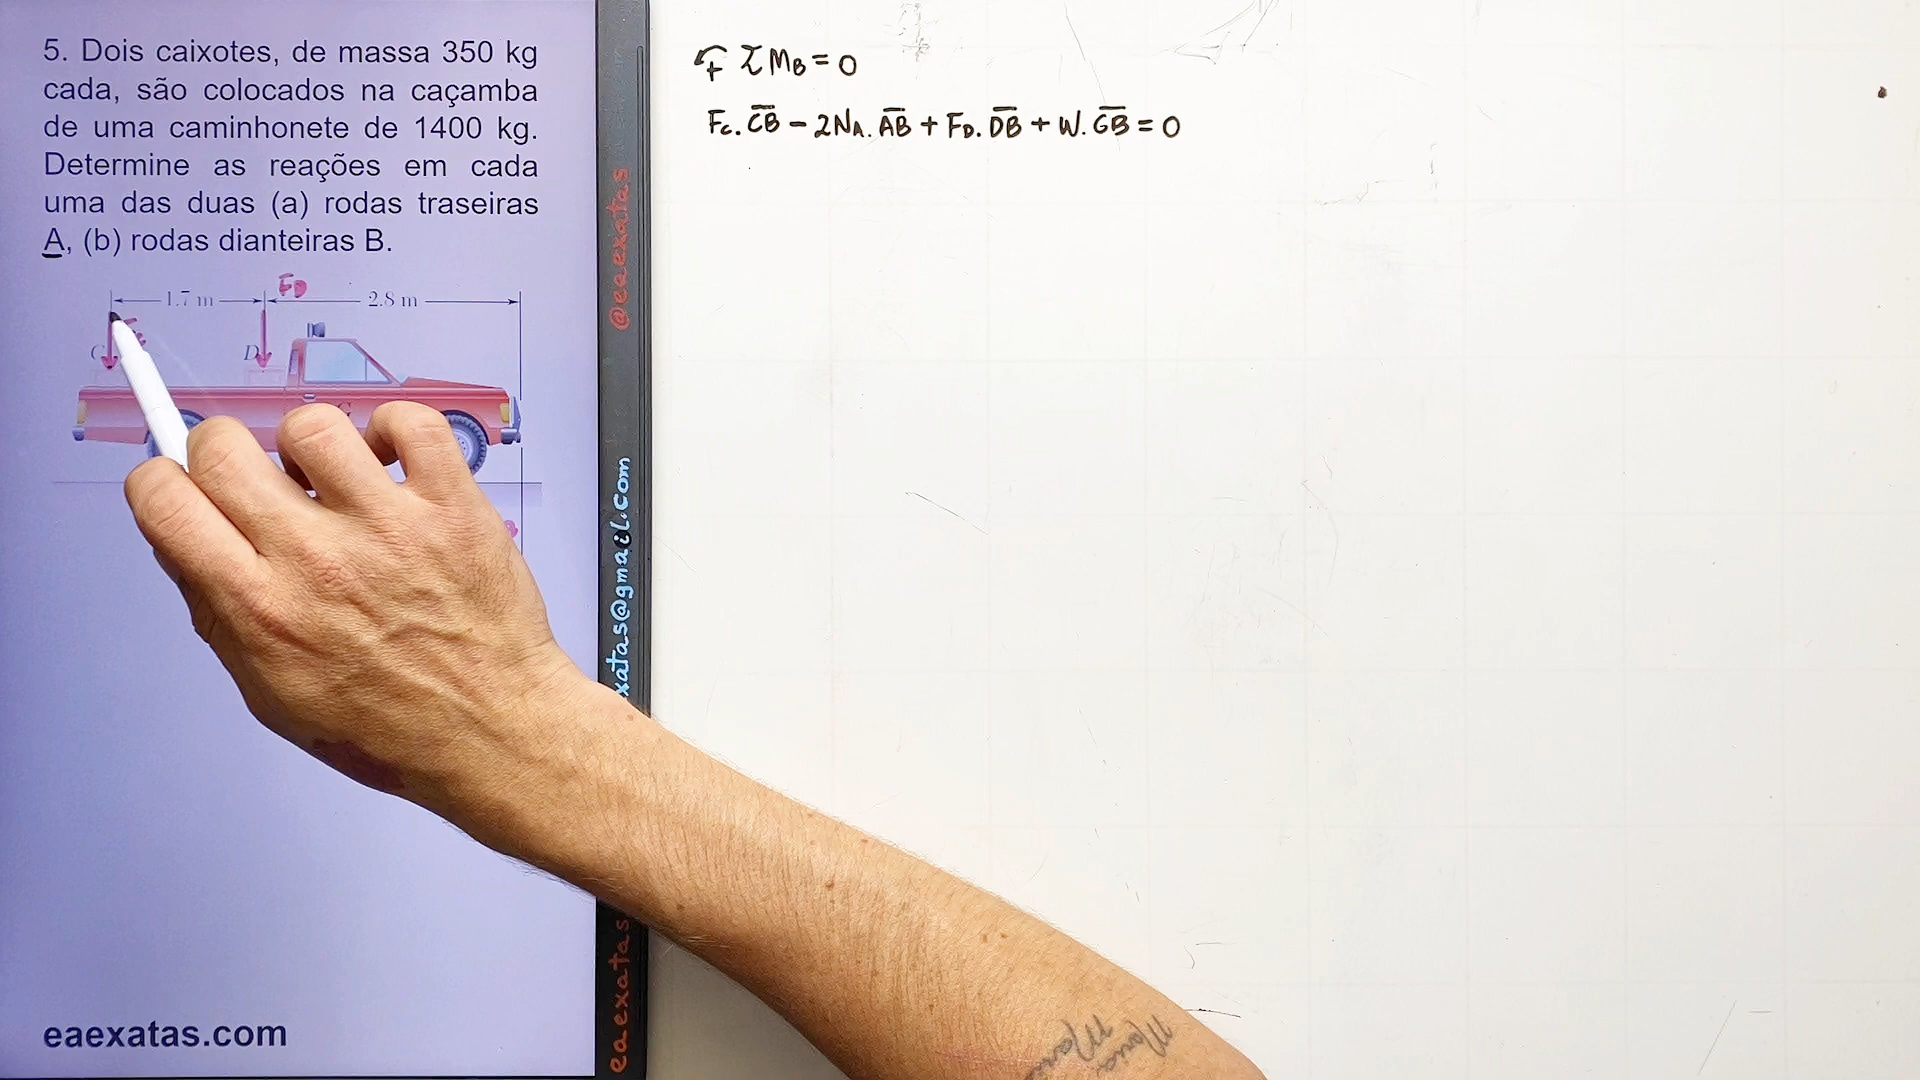 5. Dois caixotes, de massa 350 kg
cada, são colocados na caçamba
de uma caminhonete de 1400 kg.
Determine as reações em cada
uma das duas (a) rodas traseiras
A, (b) rodas dianteiras B.
FD
1.7 m
2.8 m
C
D
G
eaexatas.com
@eaexatas
xatas@gmail.com
eaexatas
+ ΣMB = 0
Fc. CB - 2NA. AB + FD. DB + W. GB = 0